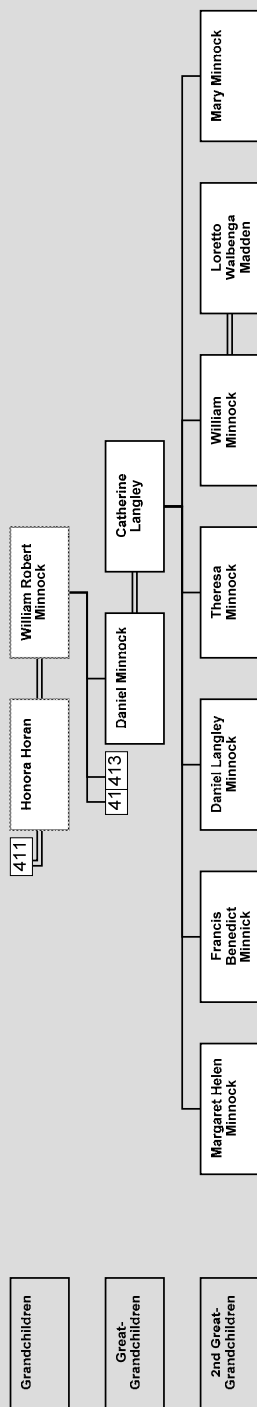 Grandchildren
411
Honora Horan
William Robert
Minnock
Great-
Grandchildren
41
413
Daniel Minnock
Catherine
Langley
2nd Great-
Grandchildren
Margaret Helen
Minnock
Francis
Benedict
Minnick
Daniel Langley
Minnock
Theresa
Minnock
William
Minnock
Loretto
Walbenga
Madden
Mary Minnock